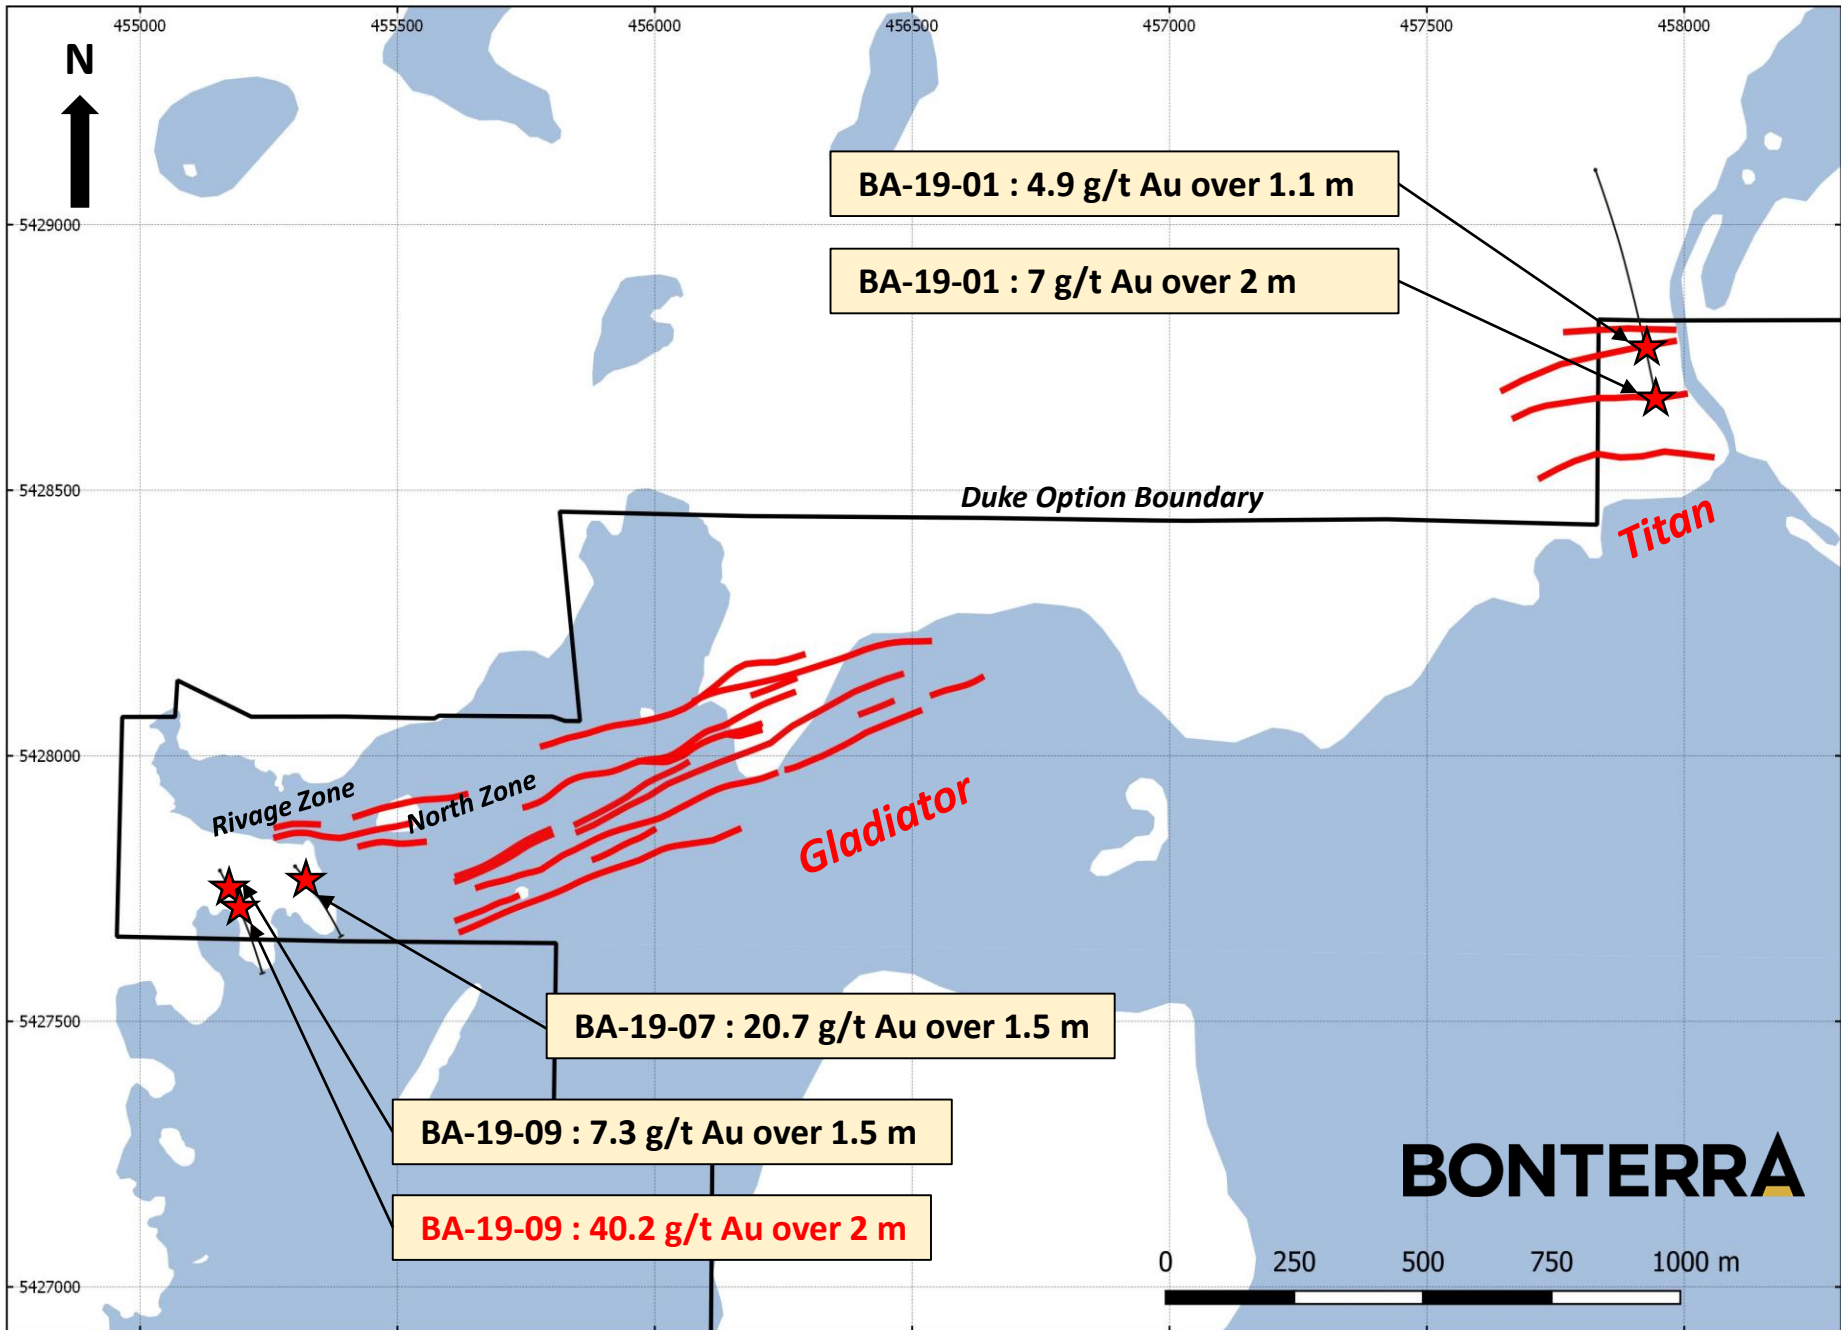 455000 455500 456000 456500 457000 457500 458000
N
BA-19-01 : 4.9 g/t Au over 1.1 m
5429000
BA-19-01 : 7 g/t Au over 2 m
5428500
Duke Option Boundary
Titan
5428000
Rivage Zone
North Zone
Gladiator
5427500
BA-19-07 : 20.7 g/t Au over 1.5 m
BA-19-09 : 7.3 g/t Au over 1.5 m
BONTERRA
BA-19-09 : 40.2 g/t Au over 2 m
0 250 500 750 1000 m
5427000